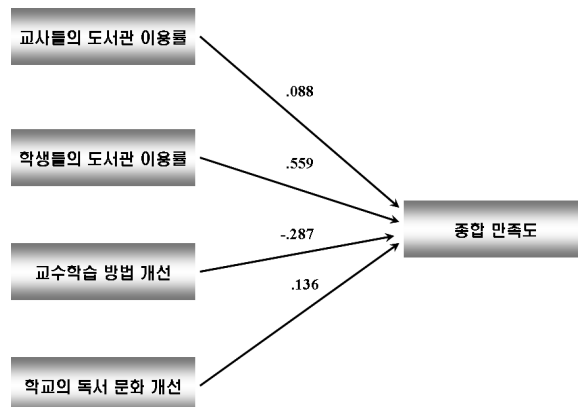 교사들의 도서관 이용률
.088
학생들의 도서관 이용률
.559
종합 만족도
-.287
교수학습 방법 개선
.136
학교의 독서 문화 개선